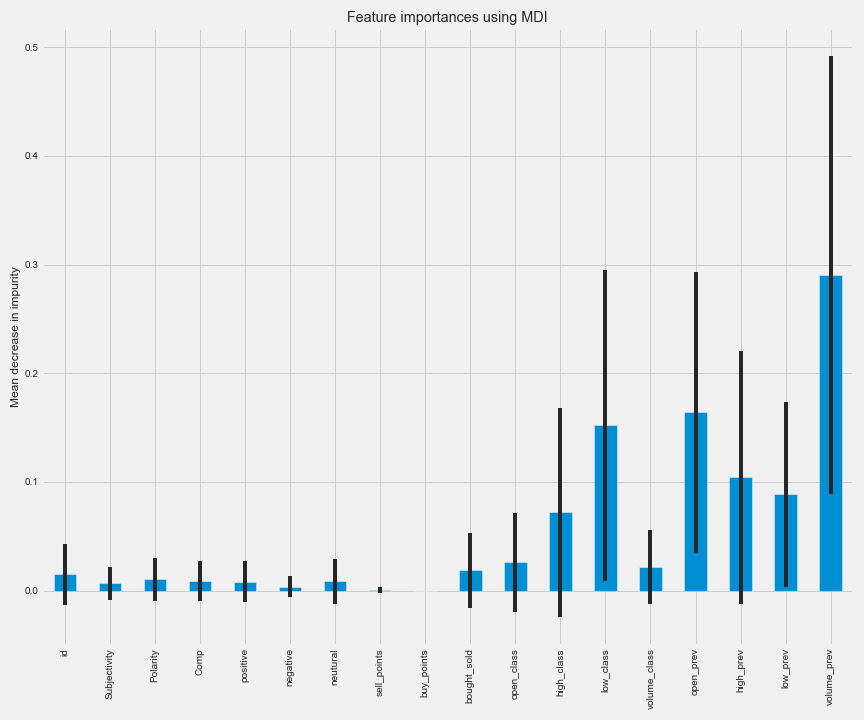 Feature importances using MDI
Mean decrease in impurity
0.5
0.4
0.3
0.2
0.1
0.0
id
Subjectivity
Polarity
Comp
positive
negative
neutural
sell_points
buy_points
bought_sold
open_class
high_class
low_class
volume_class
open_prev
high_prev
low_prev
volume_prev